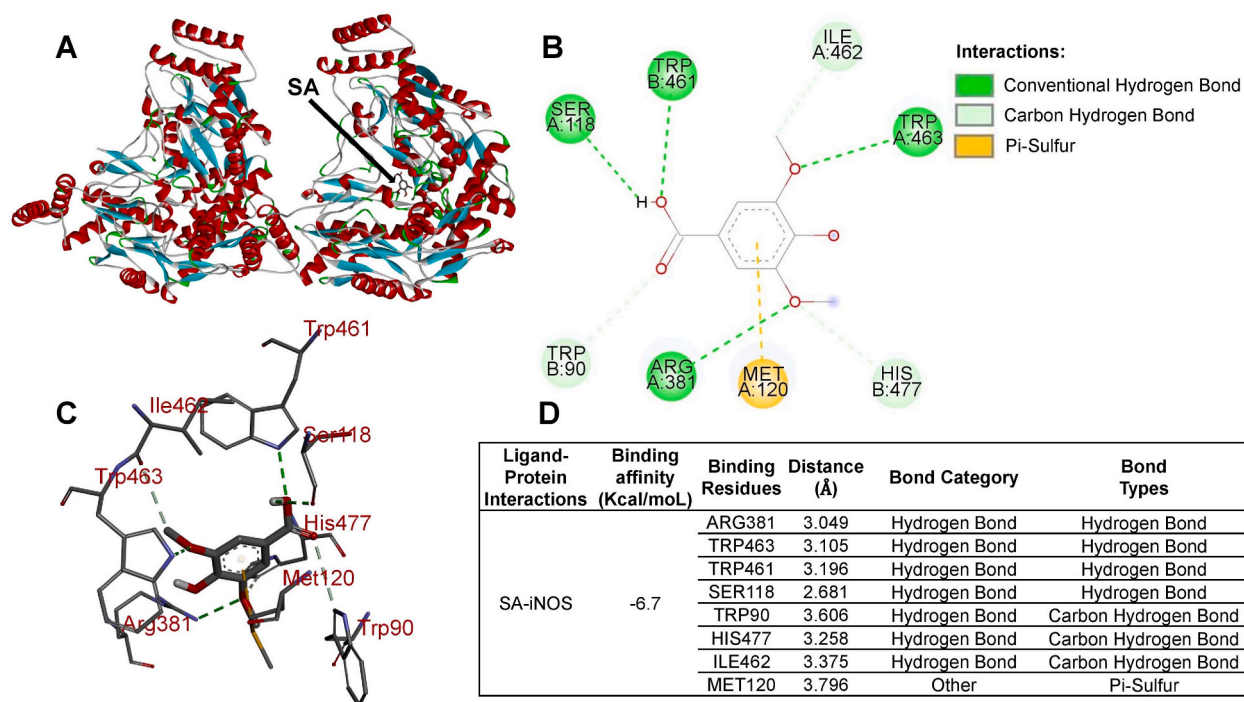 A
SA
B
ILE
A:462
TRP
B:461
SER
A:118
TRP
A:463
H
O
O
O
O
O
TRP
B:90
ARG
A:381
MET
A:120
HIS
B:477
Interactions:
Conventional Hydrogen Bond
Carbon Hydrogen Bond
Pi-Sulfur
C
Trp461
Ile462
Ser118
Trp463
His477
Met120
Arg381
Trp90
D
Ligand-Protein Interactions Binding affinity (Kcal/moL) Binding Residues Distance (Å) Bond Category Bond Types
ARG381 3.049 Hydrogen Bond Hydrogen Bond
TRP463 3.105 Hydrogen Bond Hydrogen Bond
TRP461 3.196 Hydrogen Bond Hydrogen Bond
SA-iNOS -6.7 SER118 2.681 Hydrogen Bond Hydrogen Bond
TRP90 3.606 Hydrogen Bond Carbon Hydrogen Bond
HIS477 3.258 Hydrogen Bond Carbon Hydrogen Bond
ILE462 3.375 Hydrogen Bond Carbon Hydrogen Bond
MET120 3.796 Other Pi-Sulfur